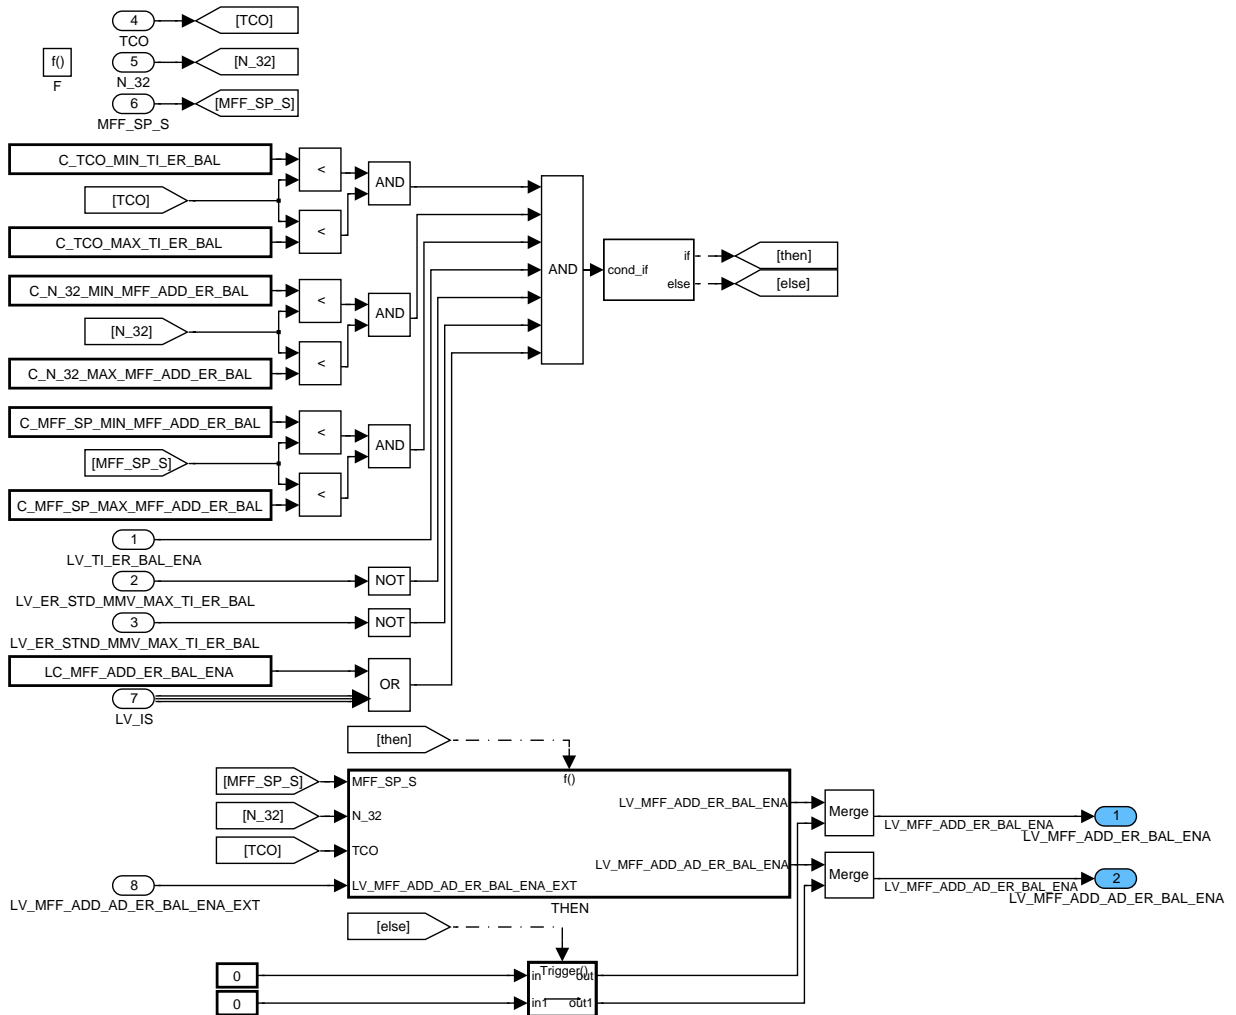 4
[TCO]
TCO
f()
F
5
[N_32]
N_32
6
[MFF_SP_S]
MFF_SP_S
C_TCO_MIN_TI_ER_BAL
<
AND
[TCO]
<
C_TCO_MAX_TI_ER_BAL
C_N_32_MIN_MFF_ADD_ER_BAL
<
AND
[N_32]
<
C_N_32_MAX_MFF_ADD_ER_BAL
C_MFF_SP_MIN_MFF_ADD_ER_BAL
<
AND
[MFF_SP_S]
<
C_MFF_SP_MAX_MFF_ADD_ER_BAL
AND
cond_if
if
else
[then]
[else]
1
LV_TI_ER_BAL_ENA
2
NOT
LV_ER_STD_MMV_MAX_TI_ER_BAL
3
NOT
LV_ER_STND_MMV_MAX_TI_ER_BAL
LC_MFF_ADD_ER_BAL_ENA
OR
7
LV_IS
[then]
[MFF_SP_S]
MFF_SP_S
f()
[N_32]
N_32
LV_MFF_ADD_ER_BAL_ENA
Merge
LV_MFF_ADD_ER_BAL_ENA
1
LV_MFF_ADD_ER_BAL_ENA
[TCO]
TCO
LV_MFF_ADD_AD_ER_BAL_ENA
Merge
LV_MFF_ADD_AD_ER_BAL_ENA
2
LV_MFF_ADD_AD_ER_BAL_ENA
8
LV_MFF_ADD_AD_ER_BAL_ENA_EXT
LV_MFF_ADD_AD_ER_BAL_ENA_EXT
THEN
[else]
0
in
Trigger()
out
0
in1
out1